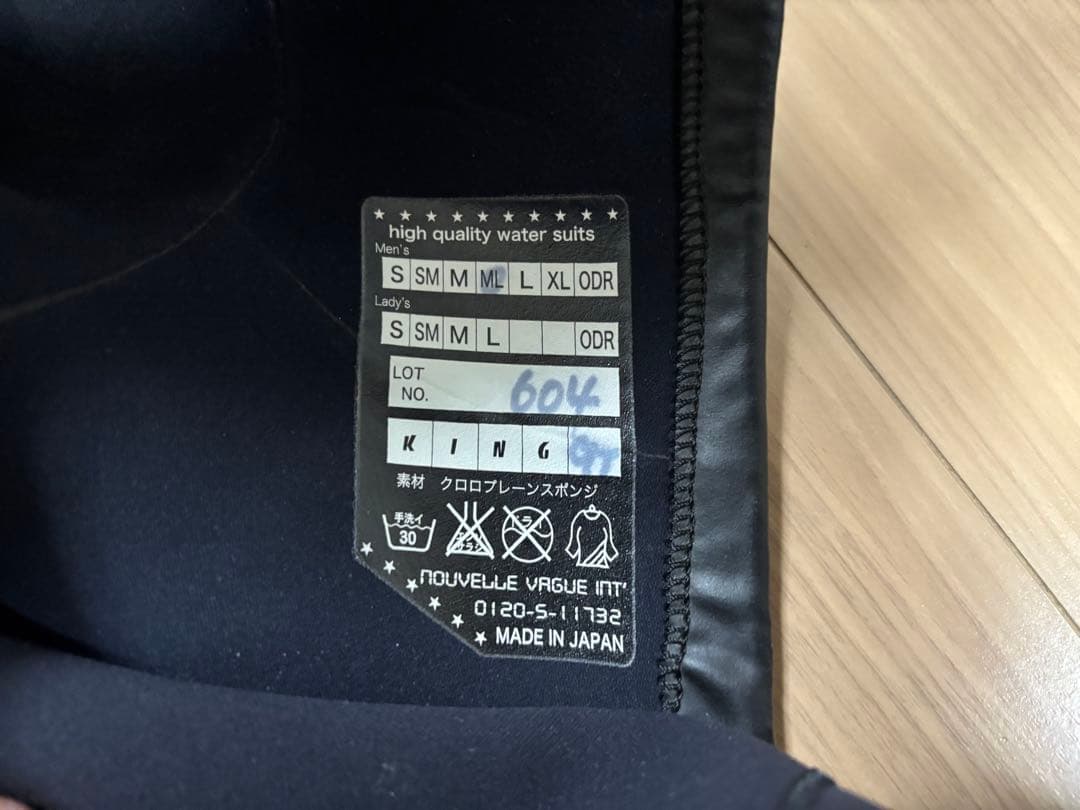 high quality water suits
Men's
S SM M ML L XL ODR
Lady's
S SM M L ODR
LOT NO. 604
K I N G
素材 クロロプレーンスポンジ
手洗イ 30
NOUVELLE VAGUE INT'
0120-5-11732
MADE IN JAPAN